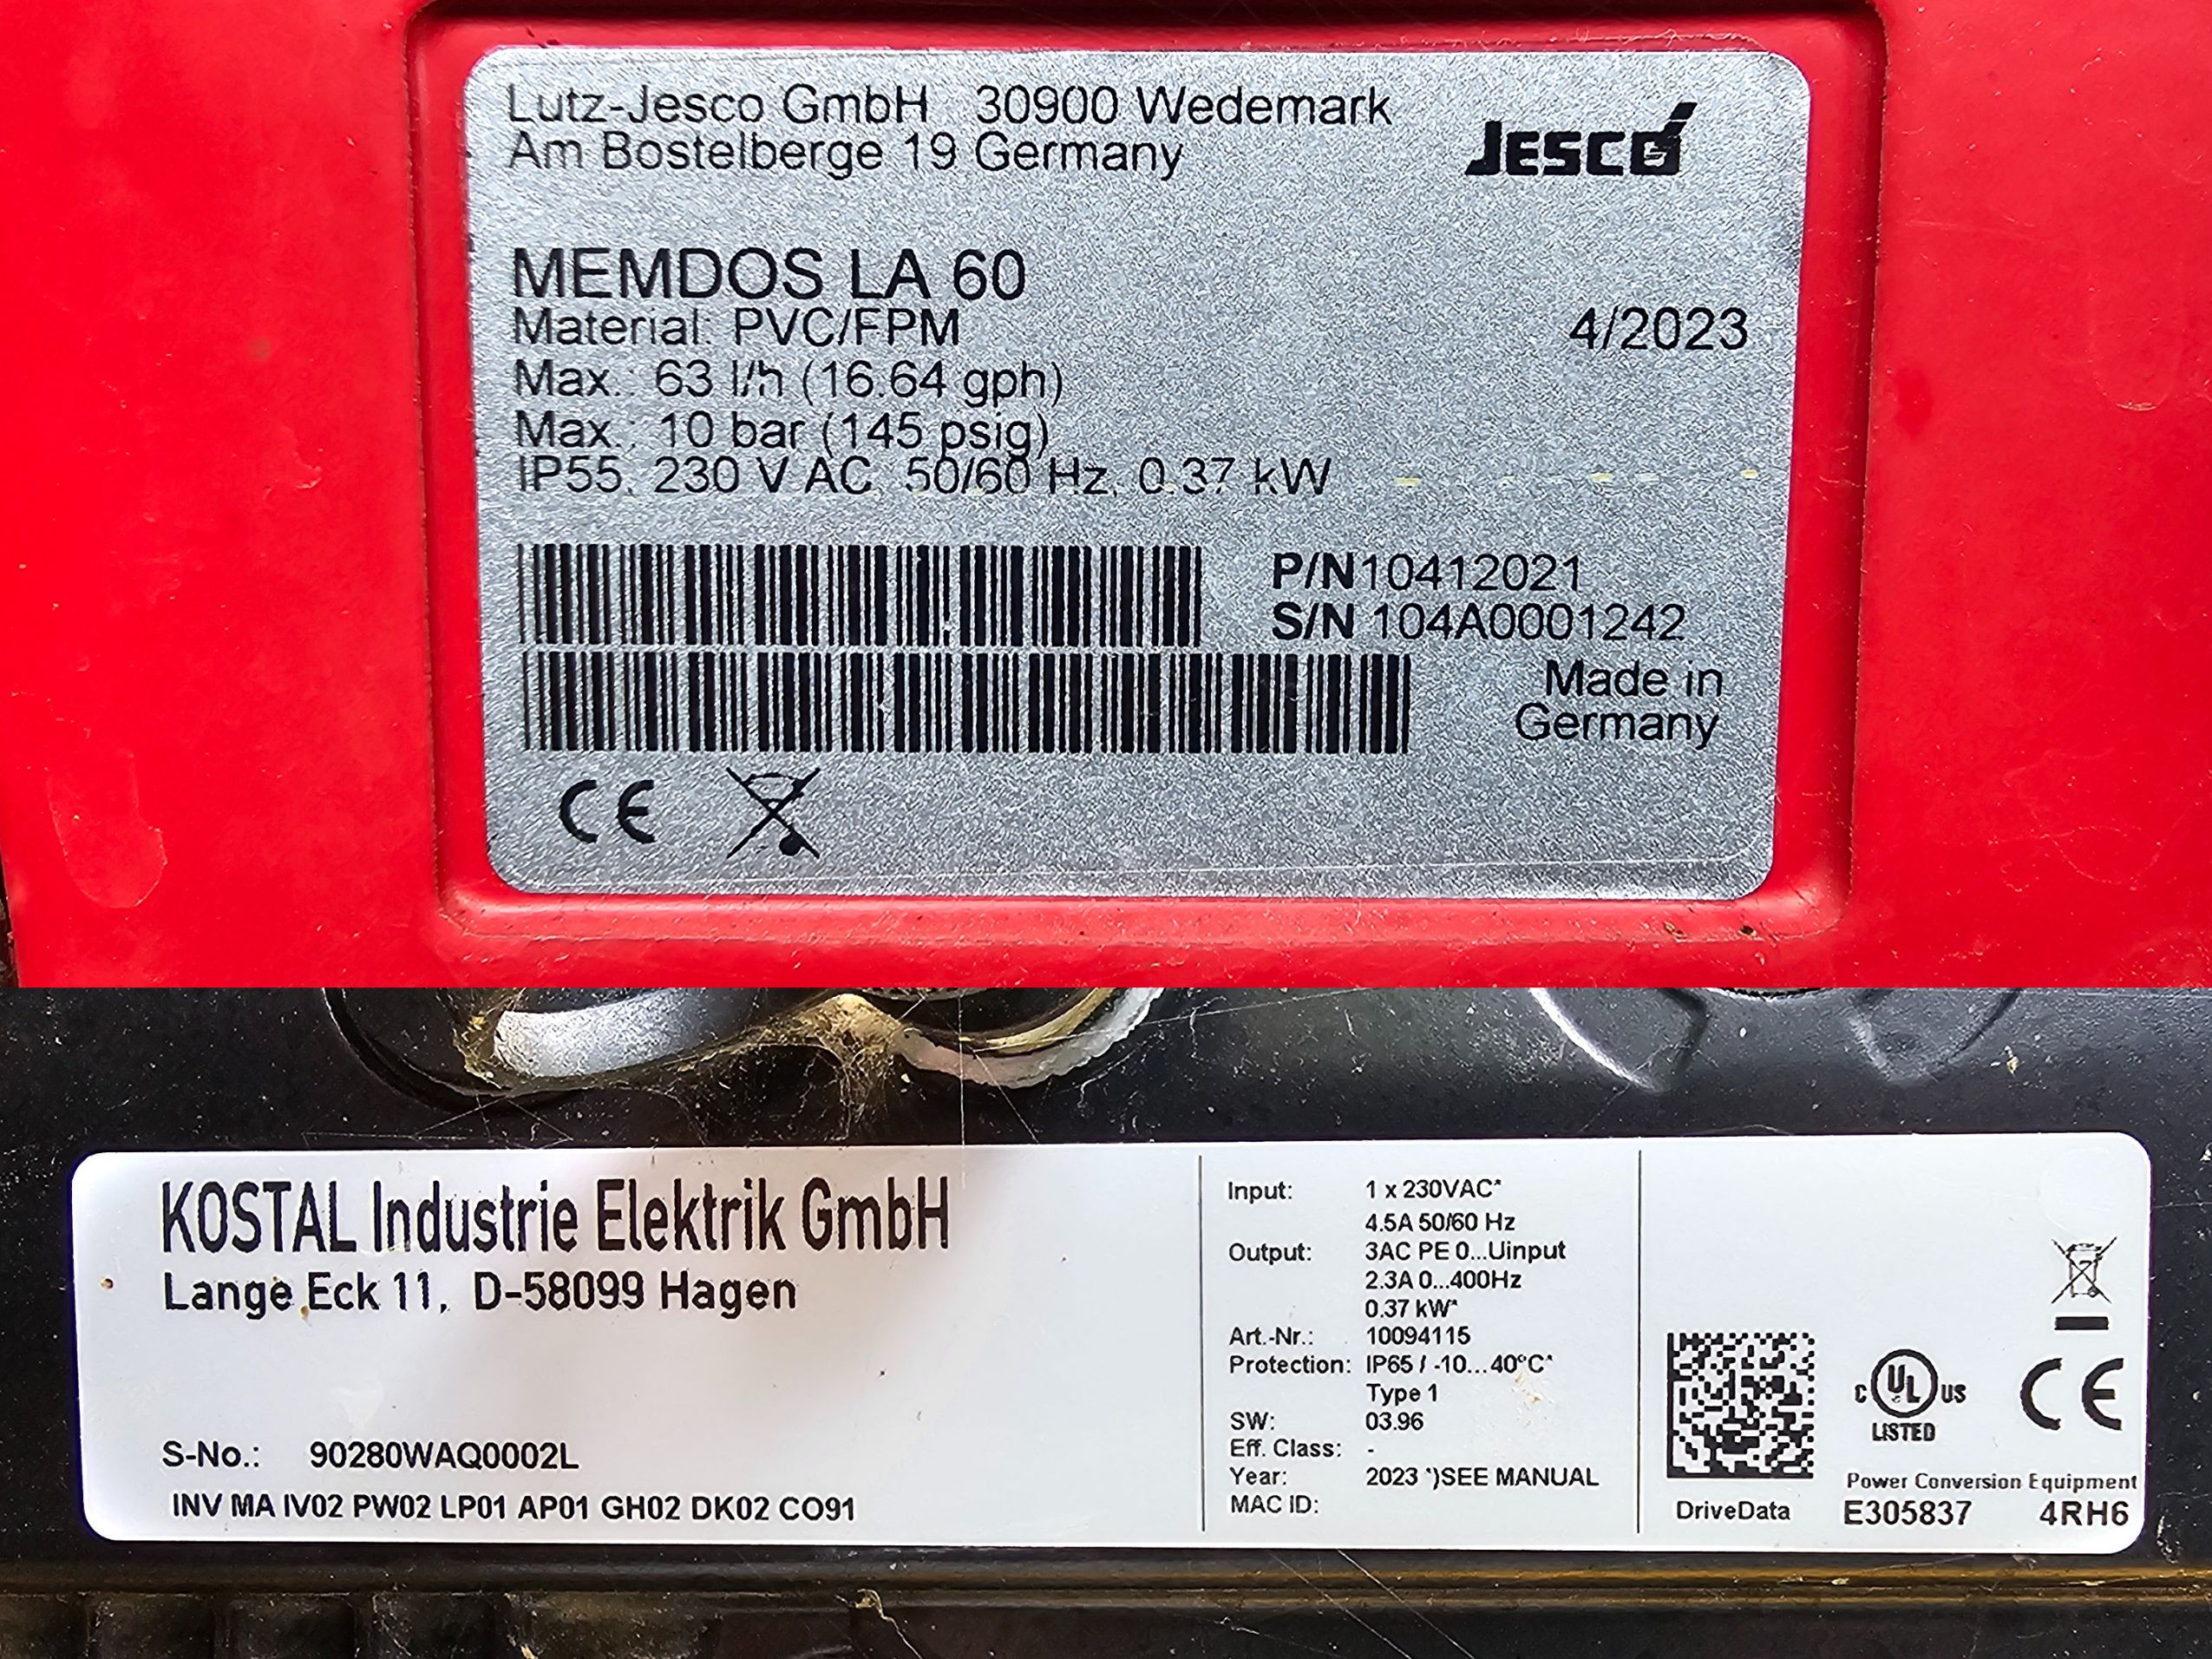 Lutz-Jesco GmbH 30900 Wedemark
Am Bostelberge 19 Germany
JESCO
MEMDOS LA 60
Material: PVC/FPM
4/2023
Max.: 63 l/h (16.64 gph)
Max.: 10 bar (145 psig)
IP55, 230 V AC, 50/60 Hz, 0.37 kW
P/N10412021
S/N 104A0001242
Made in
Germany
CE
KOSTAL Industrie Elektrik GmbH
Lange Eck 11, D-58099 Hagen
S-No.: 90280WAQ0002L
INV MA IV02 PW02 LP01 AP01 GH02 DK02 CO91
Input: 1 x 230VAC*
4.5A 50/60 Hz
Output: 3AC PE 0...Uinput
2.3A 0...400Hz
0.37 kW*
Art.-Nr.: 10094115
Protection: IP65 / -10...40°C*
Type 1
SW: 03.96
Eff. Class: -
Year: 2023 *)SEE MANUAL
MAC ID:
DriveData
C UL US
LISTED
CE
Power Conversion Equipment
E305837 4RH6